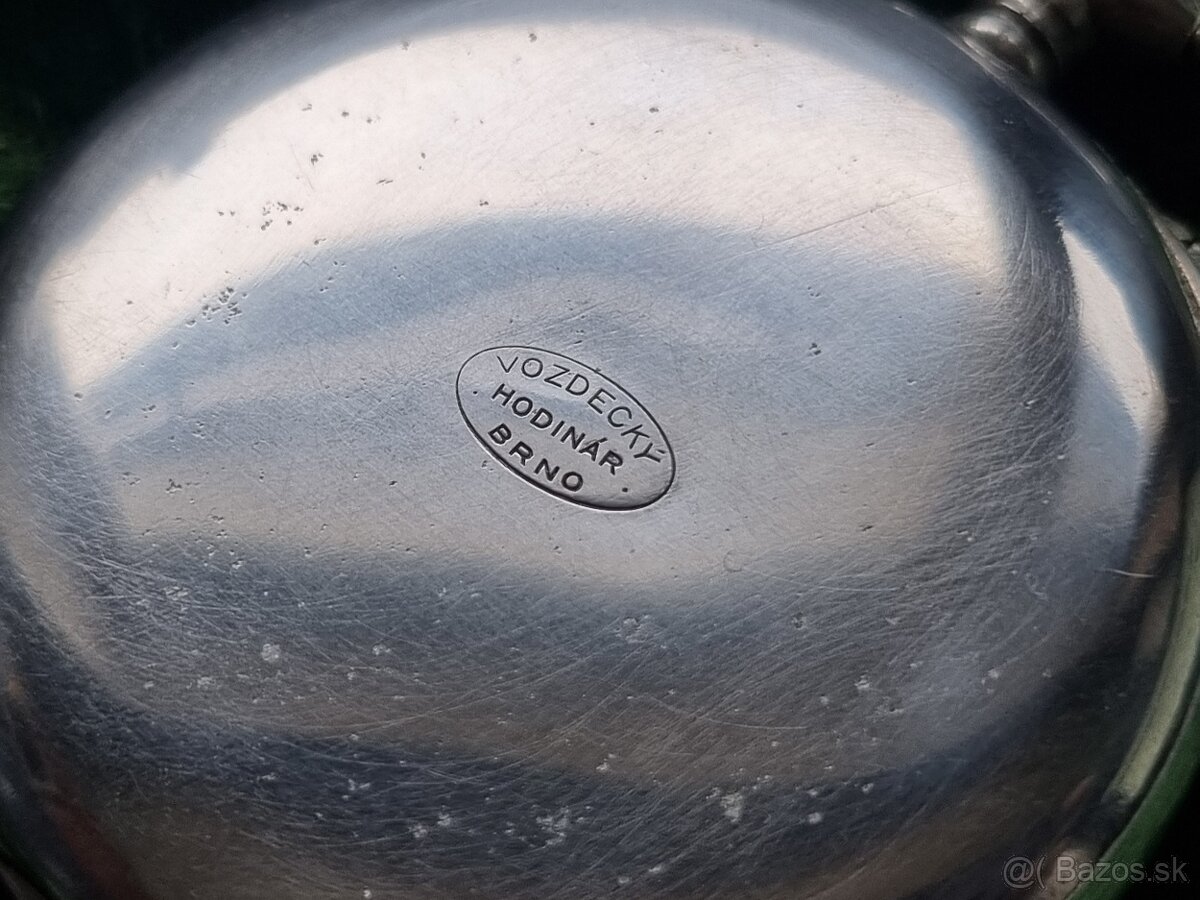 VOZDECKÝ
HODINÁR
BRNO
@( Bazos.sk